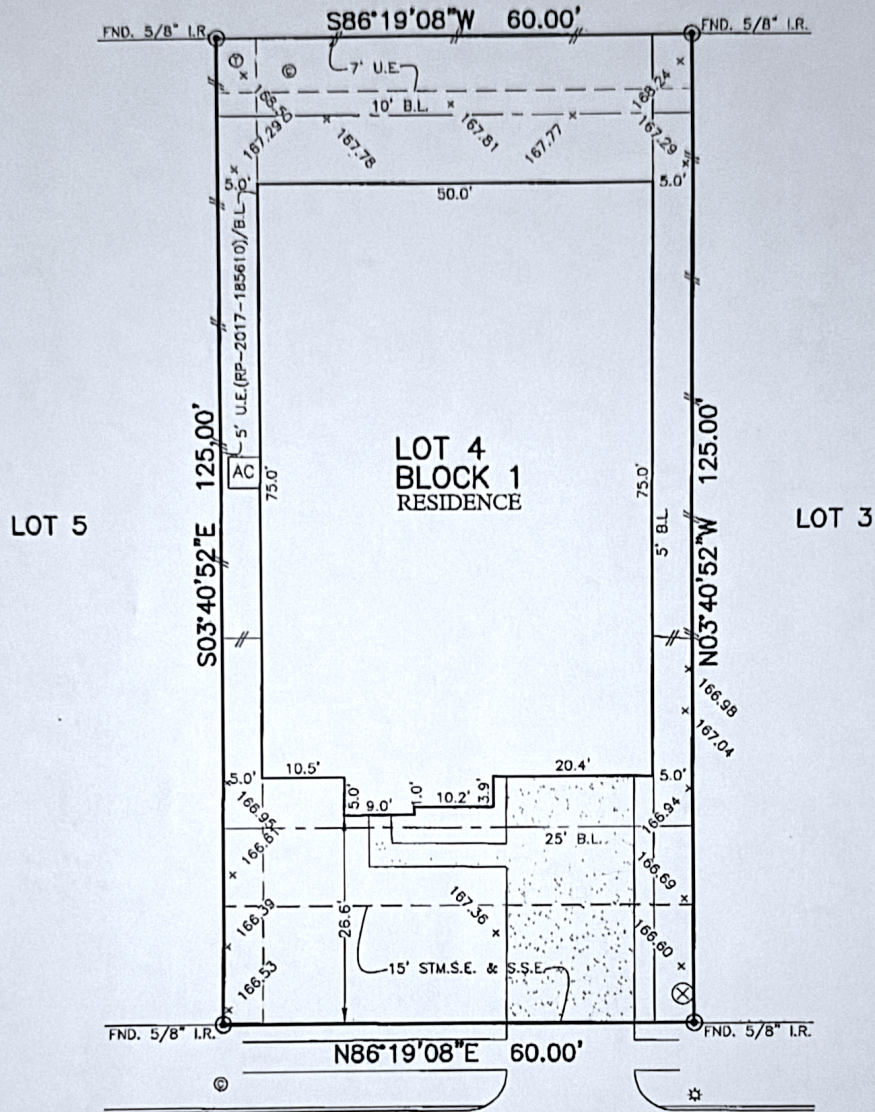 S86°19'08"W 60.00'
FND. 5/8" I.R.
FND. 5/8" I.R.
T
C
7' U.E.
168.24
10' B.L.
167.29
167.78
167.81
167.77
167.29
5.0'
50.0'
5.0'
5' U.E.(RP-2017-185610)/B.L.
S03°40'52"E 125.00'
AC
75.0'
LOT 4
BLOCK 1
RESIDENCE
75.0'
5' B.L.
N03°40'52"W 125.00'
LOT 5
LOT 3
166.98
167.04
5.0'
10.5'
20.4'
5.0'
5.0'
9.0'
1.0'
10.2'
3.9'
166.95
166.94
25' B.L.
166.39
26.6'
167.36
166.69
166.53
15' STM.S.E. & S.S.E.
166.60
FND. 5/8" I.R.
FND. 5/8" I.R.
N86°19'08"E 60.00'
C